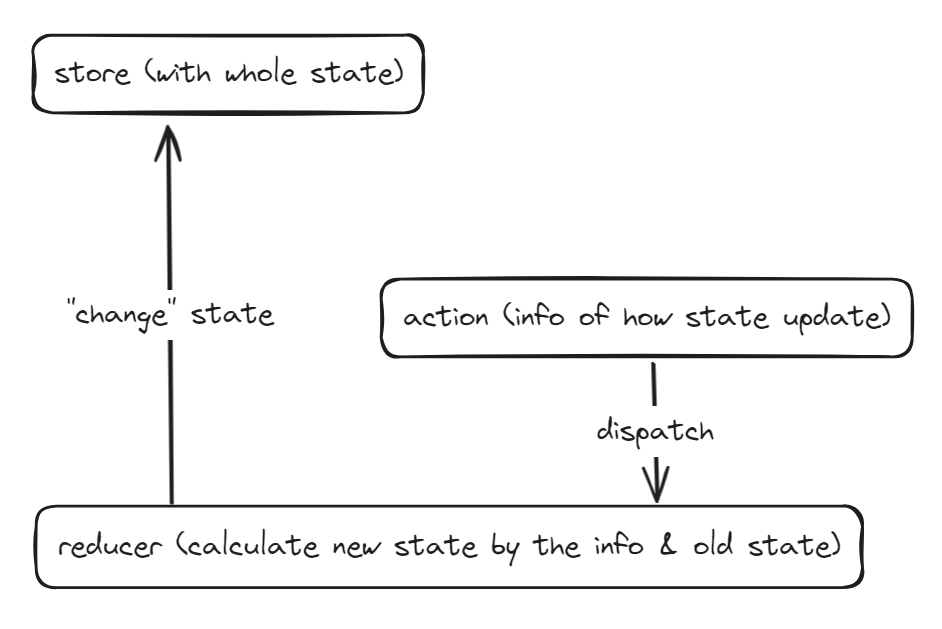 store (with whole state)
"change" state
action (info of how state update)
dispatch
reducer (calculate new state by the info & old state)